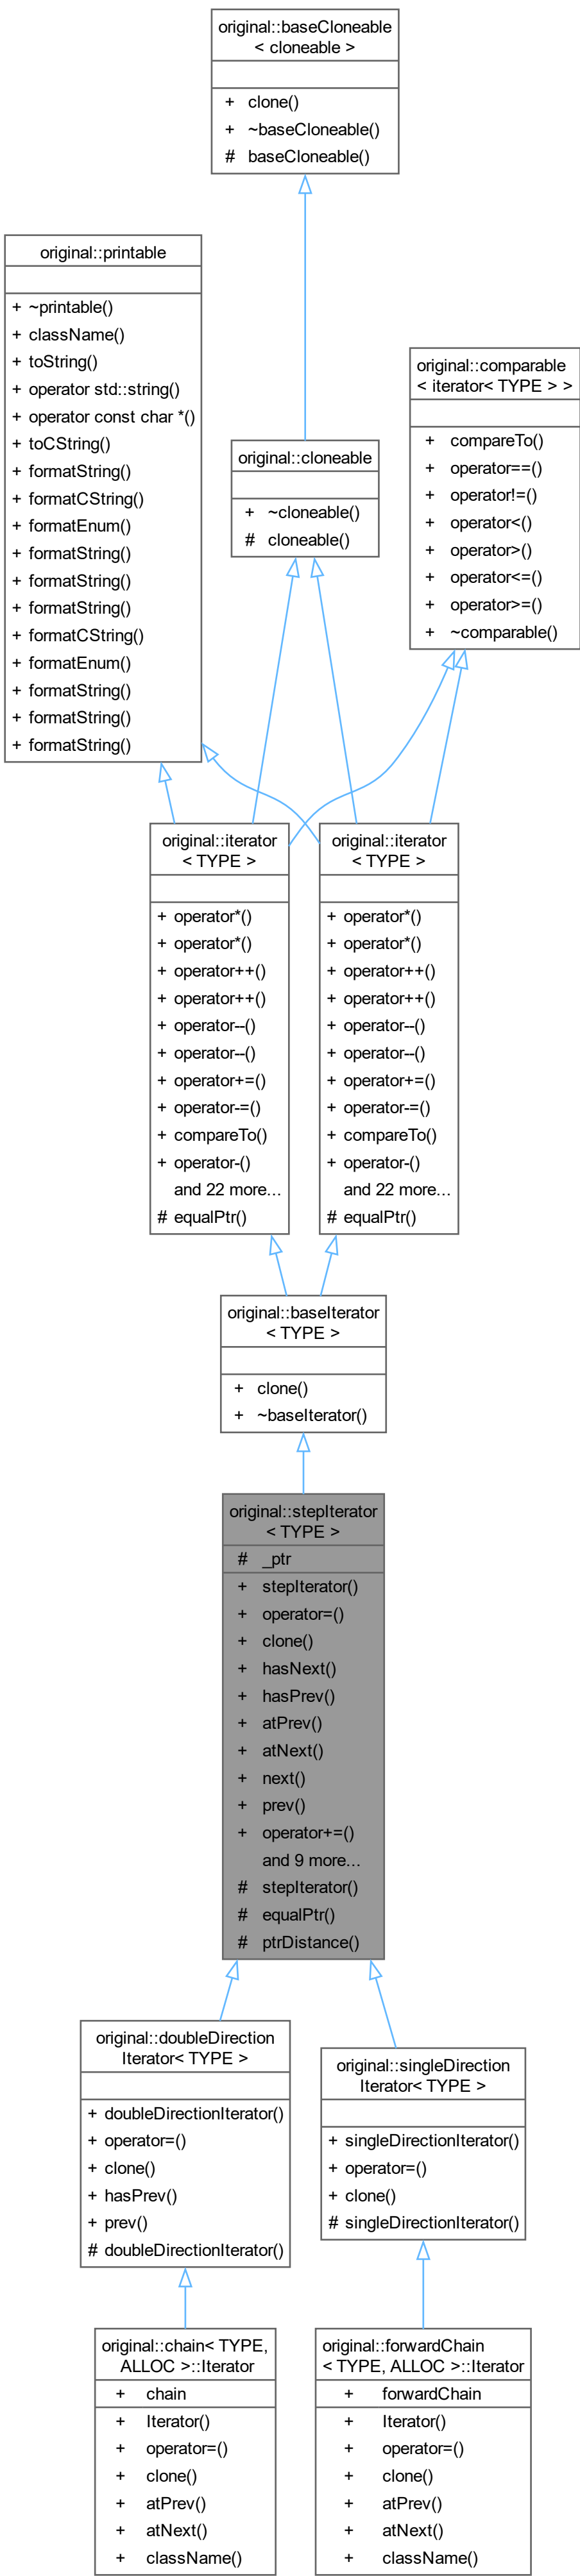 original::baseCloneable
< cloneable >
+ clone()
+ ~baseCloneable()
# baseCloneable()
original::printable
+ ~printable()
+ className()
+ toString()
+ operator std::string()
+ operator const char *()
+ toCString()
+ formatString()
+ formatCString()
+ formatEnum()
+ formatString()
+ formatString()
+ formatString()
+ formatCString()
+ formatEnum()
+ formatString()
+ formatString()
+ formatString()
original::comparable
< iterator< TYPE > >
+ compareTo()
+ operator==()
+ operator!=()
+ operator<()
+ operator>()
+ operator<=()
+ operator>=()
+ ~comparable()
original::cloneable
+ ~cloneable()
# cloneable()
original::iterator
< TYPE >
+ operator*()
+ operator*()
+ operator++()
+ operator++()
+ operator--()
+ operator--()
+ operator+=()
+ operator-=()
+ compareTo()
+ operator-()
and 22 more...
# equalPtr()
original::iterator
< TYPE >
+ operator*()
+ operator*()
+ operator++()
+ operator++()
+ operator--()
+ operator--()
+ operator+=()
+ operator-=()
+ compareTo()
+ operator-()
and 22 more...
# equalPtr()
original::baseIterator
< TYPE >
+ clone()
+ ~baseIterator()
original::stepIterator
< TYPE >
# _ptr
+ stepIterator()
+ operator=()
+ clone()
+ hasNext()
+ hasPrev()
+ atPrev()
+ atNext()
+ next()
+ prev()
+ operator+=()
and 9 more...
# stepIterator()
# equalPtr()
# ptrDistance()
original::doubleDirection
Iterator< TYPE >
+ doubleDirectionIterator()
+ operator=()
+ clone()
+ hasPrev()
+ prev()
# doubleDirectionIterator()
original::singleDirection
Iterator< TYPE >
+ singleDirectionIterator()
+ operator=()
+ clone()
# singleDirectionIterator()
original::chain< TYPE,
ALLOC >::Iterator
+ chain
+ Iterator()
+ operator=()
+ clone()
+ atPrev()
+ atNext()
+ className()
original::forwardChain
< TYPE, ALLOC >::Iterator
+ forwardChain
+ Iterator()
+ operator=()
+ clone()
+ atPrev()
+ atNext()
+ className()